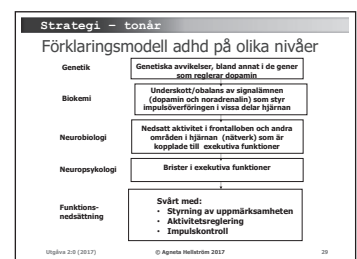 Strategi – tonår
Förklaringsmodell adhd på olika nivåer
Genetik
Genetiska avvikelser, bland annat i de gener
som reglerar dopamin
Biokemi
Underskott/obalans av signalämnen
(dopamin och noradrenalin) som styr
impulsöverföringen i vissa delar hjärnan
Neurobiologi
Nedsatt aktivitet i frontalloben och andra
områden i hjärnan (nätverk) som är
kopplade till exekutiva funktioner
Neuropsykologi
Brister i exekutiva funktioner
Funktions-
nedsättning
Svårt med:
• Styrning av uppmärksamheten
• Aktivitetsreglering
• Impulskontroll
Utgåva 2:0 (2017)
© Agneta Hellström 2017
29